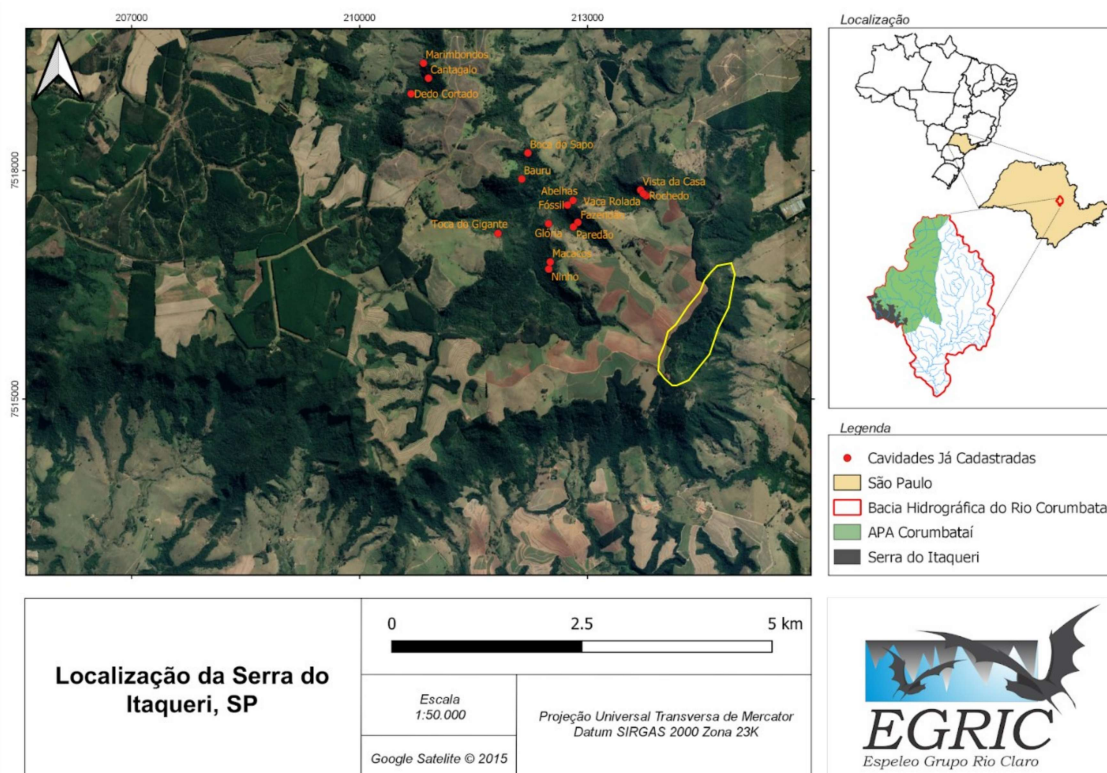 207000
210000
213000
7518000
7515000
Marimbondos
Cantagalo
Dedo Cortado
Boca do Sapo
Bauru
Vista da Casa
Rochedo
Abelhas
Vaca Rolada
Fóssil
Fazendão
Toca do Gigante
Glória
Paredão
Macacos
Ninho
Localização
Legenda
Cavidades Já Cadastradas
São Paulo
Bacia Hidrográfica do Rio Corumbata
APA Corumbataí
Serra do Itaqueri
Localização da Serra do
Itaqueri, SP
0 2.5 5 km
Escala
1:50.000
Google Satelite © 2015
Projeção Universal Transversa de Mercator
Datum SIRGAS 2000 Zona 23K
EGRIC
Espeleo Grupo Rio Claro